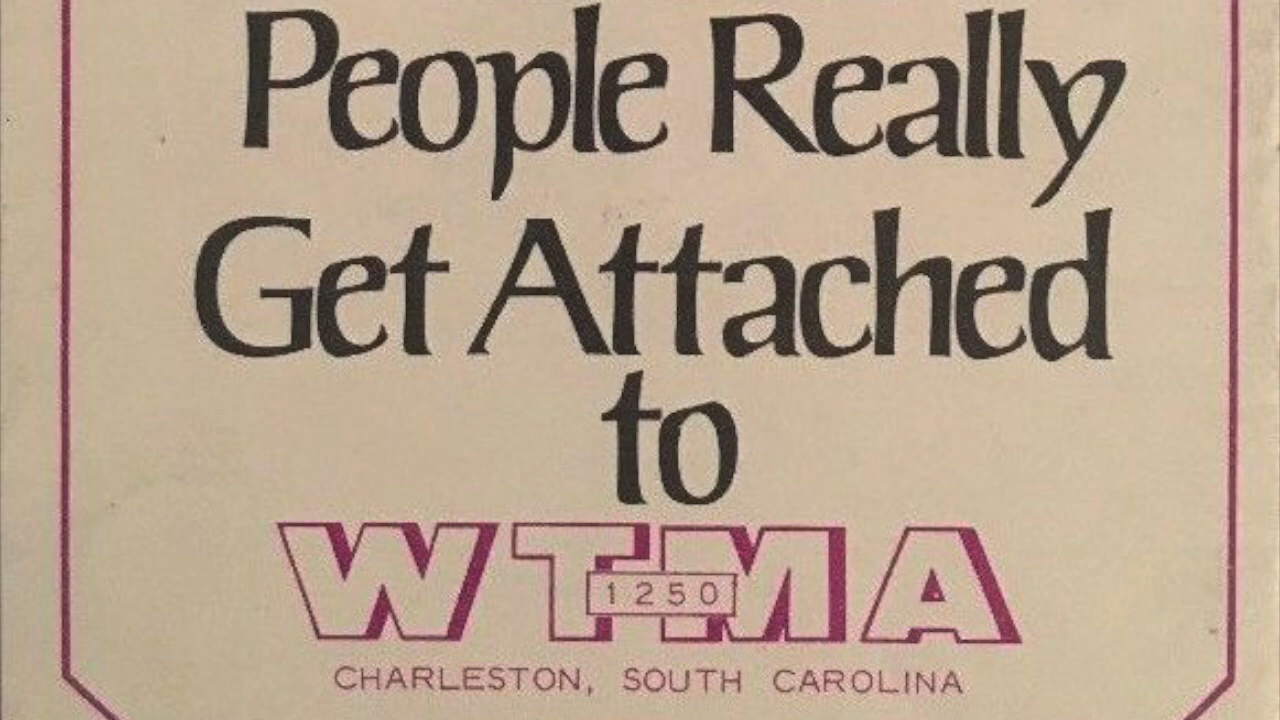 People Really
Get Attached
to
WTMA
1250
CHARLESTON, SOUTH CAROLINA